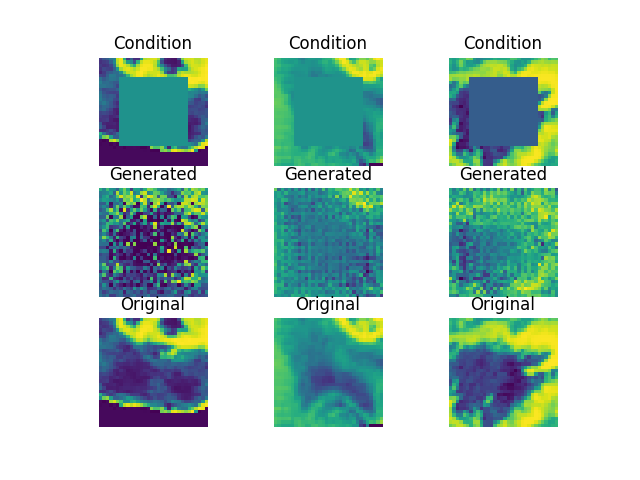 Condition Condition Condition
Generated Generated Generated
Original Original Original